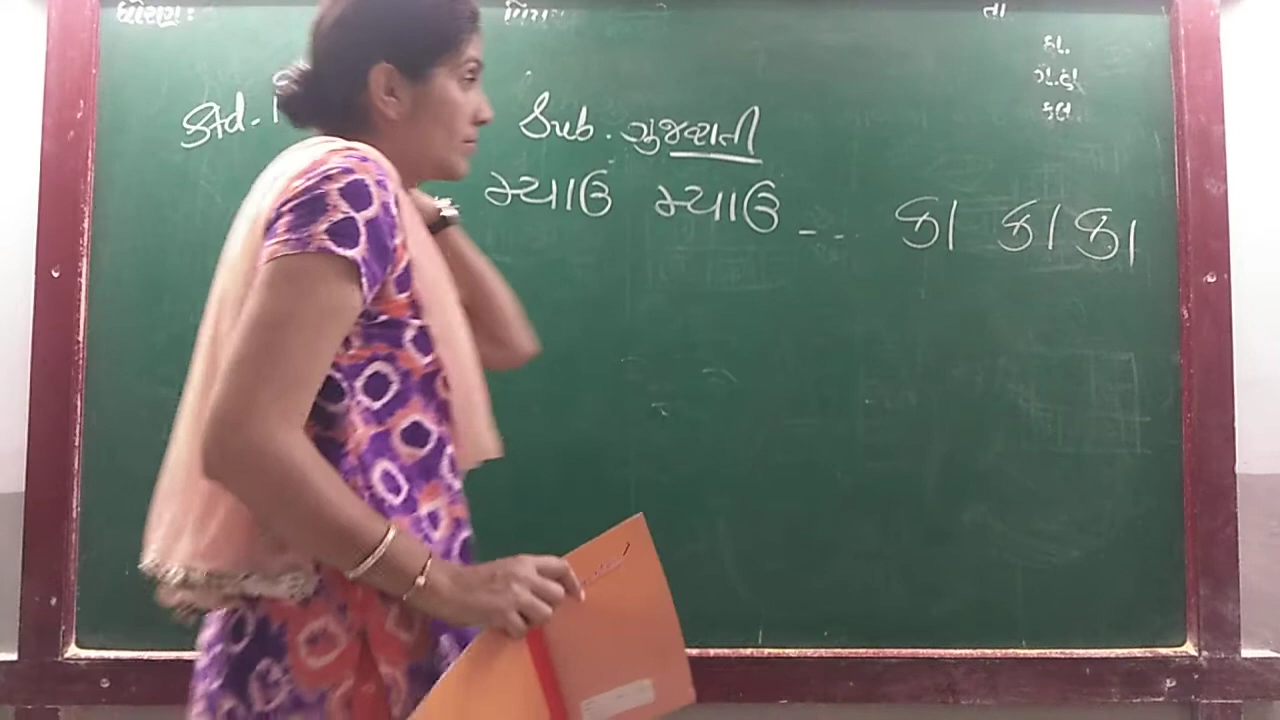 ધોરણ: વિષય તા
હા.
ગે.હા
કુલ
Std - Sub. ગુજરાતી
મ્યાઉ મ્યાઉ - - - કા કા કા